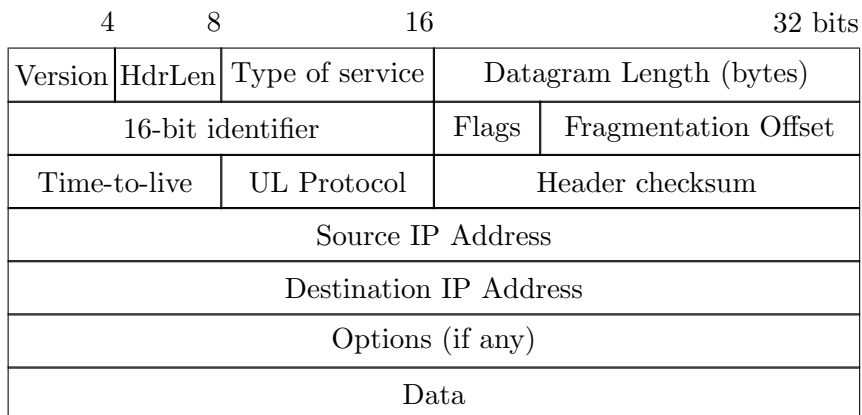 4 8 16 32 bits
Version HdrLen Type of service Datagram Length (bytes)
16-bit identifier Flags Fragmentation Offset
Time-to-live UL Protocol Header checksum
Source IP Address
Destination IP Address
Options (if any)
Data